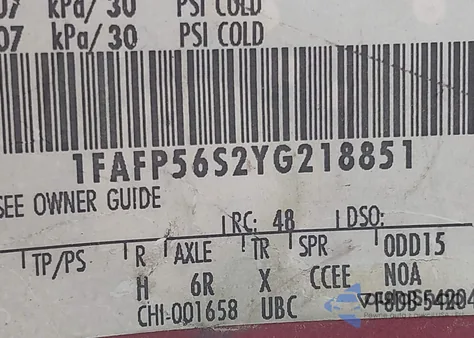 07 kPa/ 30 PSI COLD
07 kPa/ 30 PSI COLD
1FAFP56S2YG218851
SEE OWNER GUIDE
RC: 48 DSO:
TP/PS R AXLE TR SPR ODD15
H 6R X CCEE NOA
CH1-001658 UBC